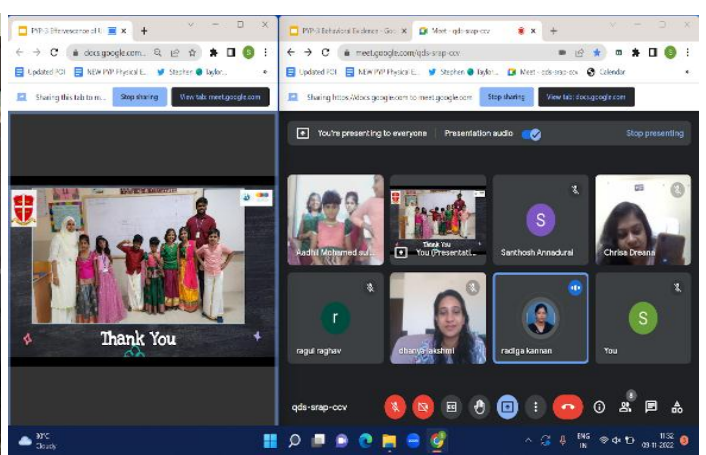 PYP-3 Effervescence of
docs.google.com...
Updated POI
NEW PYP Physical E...
Stephen
Taylor...
Sharing this tab to m...
Stop sharing
View tab: meet.google.com
Thank You
PYP-3 Behavioral Evidence - Goo
Meet - qds-srap-ccv
meet.google.com/qds-srap-ccv
Updated POI
NEW PYP Physical E...
Stephen
Taylor...
Meet - qds-srap-ccv
Calendar
Sharing https://docs.google.com to meet.google.com
Stop sharing
View tab: docs.google.com
You're presenting to everyone
Presentation audio
Stop presenting
Aadhil Mohamed sul...
Thank You
You (Presentati...
S
Santhosh Annadurai
Chrisa Dreana
r
ragul raghav
dhanya lakshmi
radiga kannan
S
You
qds-srap-ccv
8
30°C
Cloudy
ENG
IN
11:32
09-11-2022